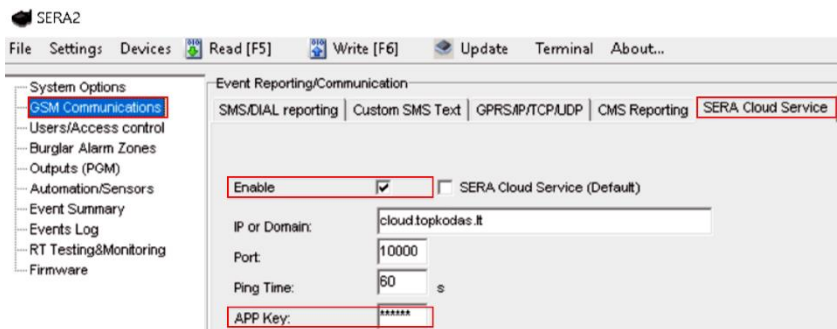 SERA2
File Settings Devices Read [F5] Write [F6] Update Terminal About...
System Options
GSM Communications
Users/Access control
Burglar Alarm Zones
Outputs (PGM)
Automation/Sensors
Event Summary
Events Log
RT Testing&Monitoring
Firmware
Event Reporting/Communication
SMS/DIAL reporting Custom SMS Text GPRS/IP/TCP/UDP CMS Reporting SERA Cloud Service
Enable SERA Cloud Service (Default)
IP or Domain: cloud.topkodas.lt
Port: 10000
Ping Time: 60 s
APP Key: ******